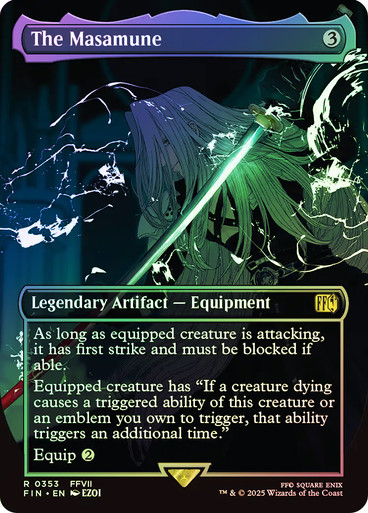 The Masamune 3
Legendary Artifact — Equipment FF
As long as equipped creature is attacking,
it has first strike and must be blocked if
able.
Equipped creature has “If a creature dying
causes a triggered ability of this creature or
an emblem you own to trigger, that ability
triggers an additional time.”
Equip 2
R 0353 FFVII
FIN • EN EZOI
FF© SQUARE ENIX
™ & © 2025 Wizards of the Coast